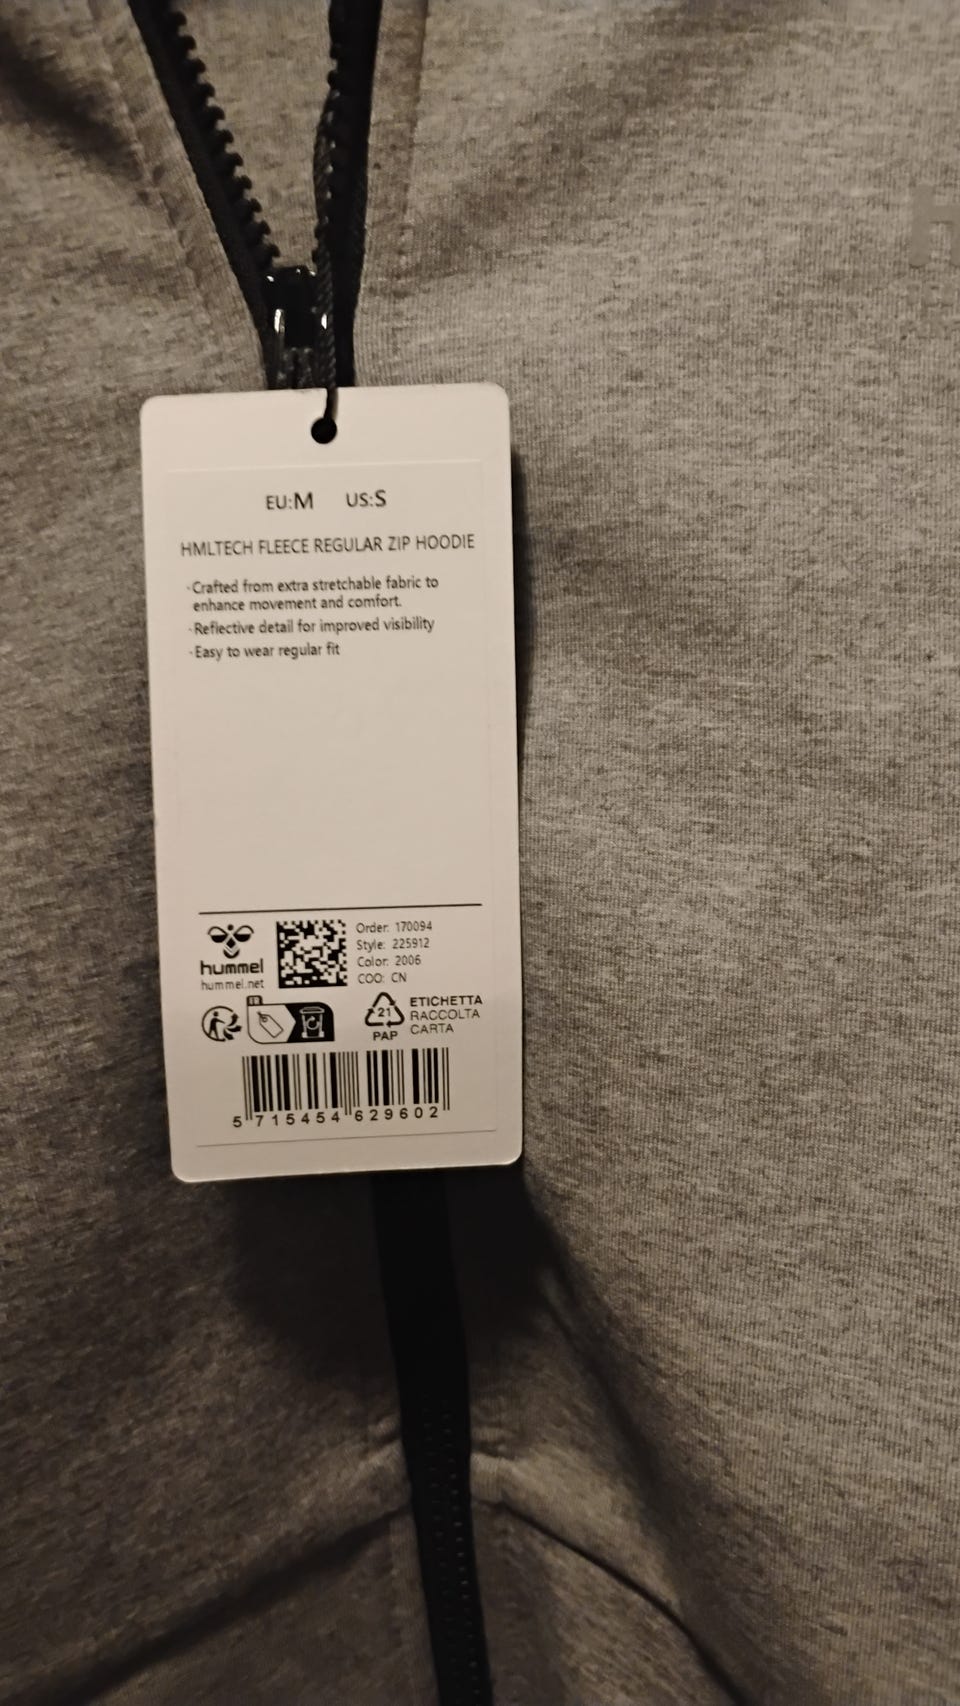 EU:M US:S
HMLTECH FLEECE REGULAR ZIP HOODIE
·Crafted from extra stretchable fabric to
enhance movement and comfort.
·Reflective detail for improved visibility
·Easy to wear regular fit
hummel
hummel.net
Order: 170094
Style: 225912
Color: 2006
COO: CN
FR
21
PAP
ETICHETTA
RACCOLTA
CARTA
5 715454 629602
H